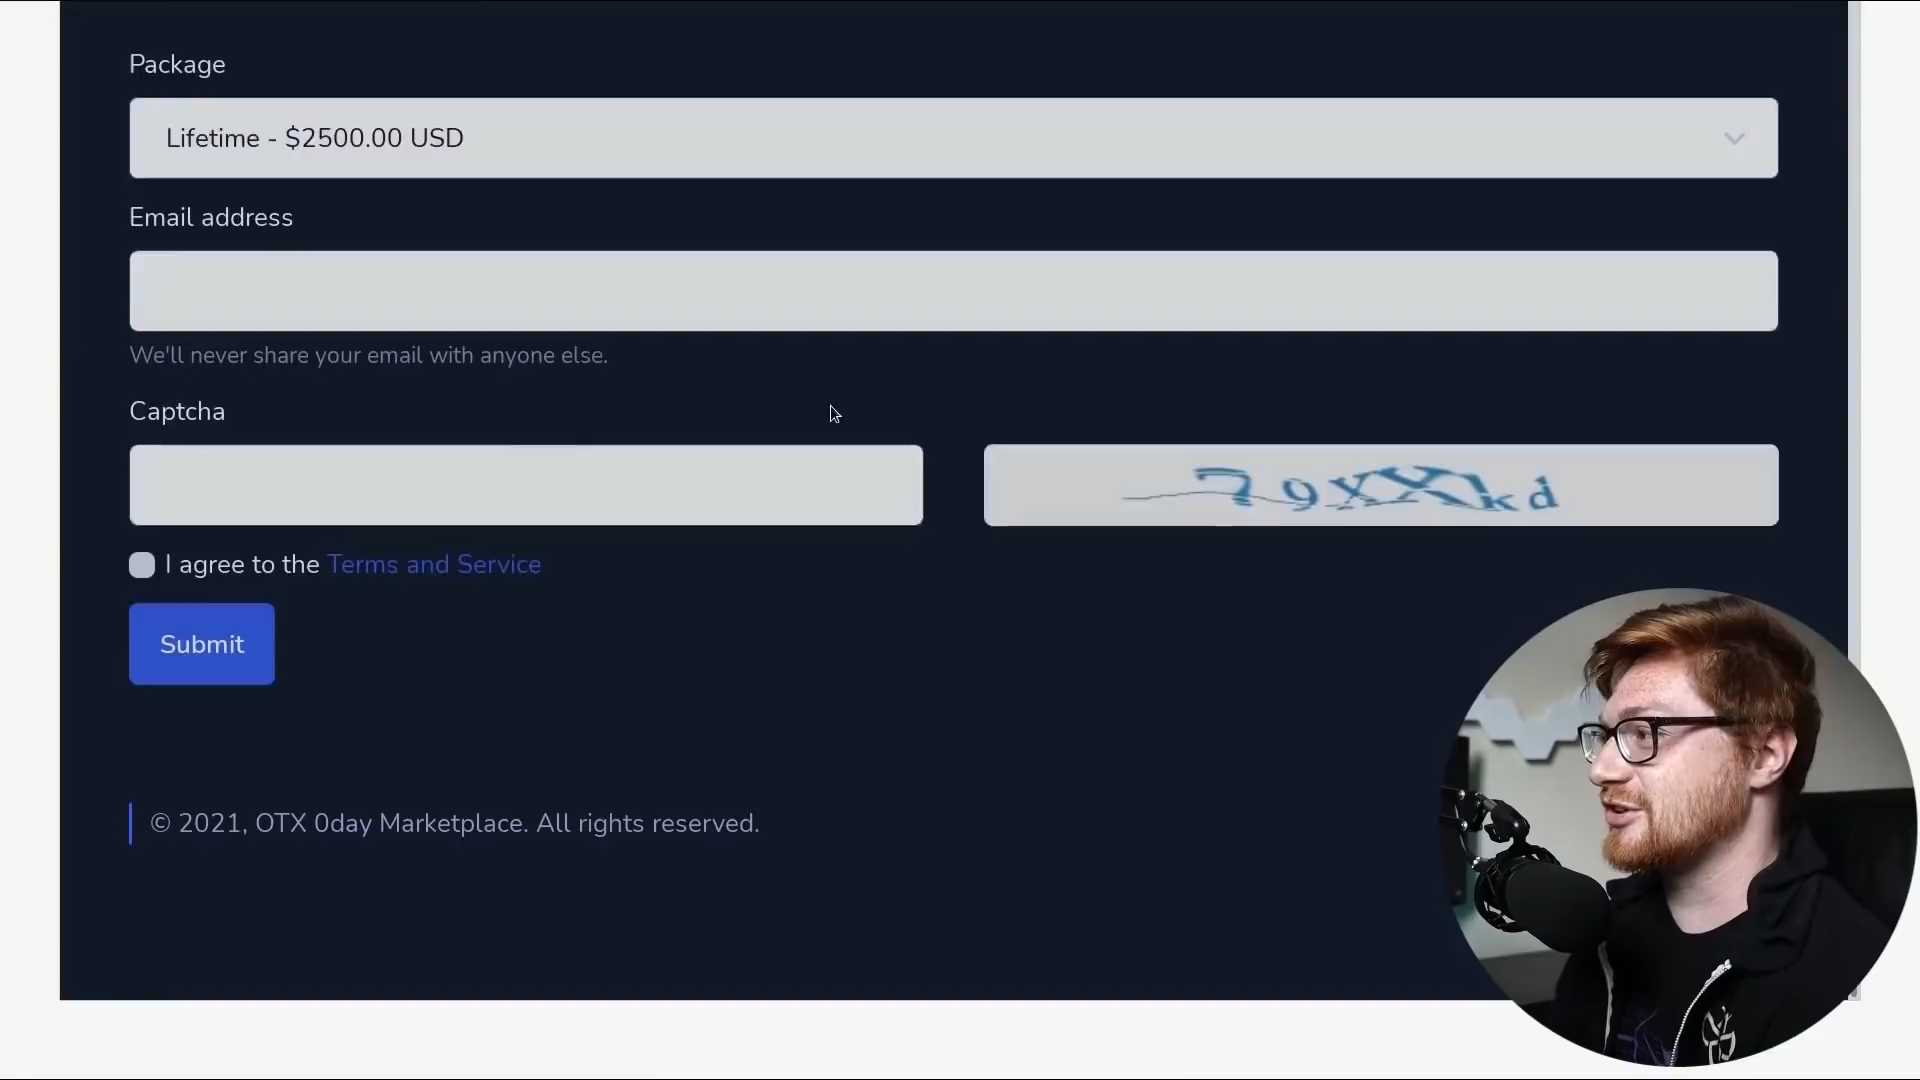 Package
Lifetime - $2500.00 USD
Email address
We'll never share your email with anyone else.
Captcha
79XXkd
I agree to the Terms and Service
Submit
© 2021, OTX 0day Marketplace. All rights reserved.